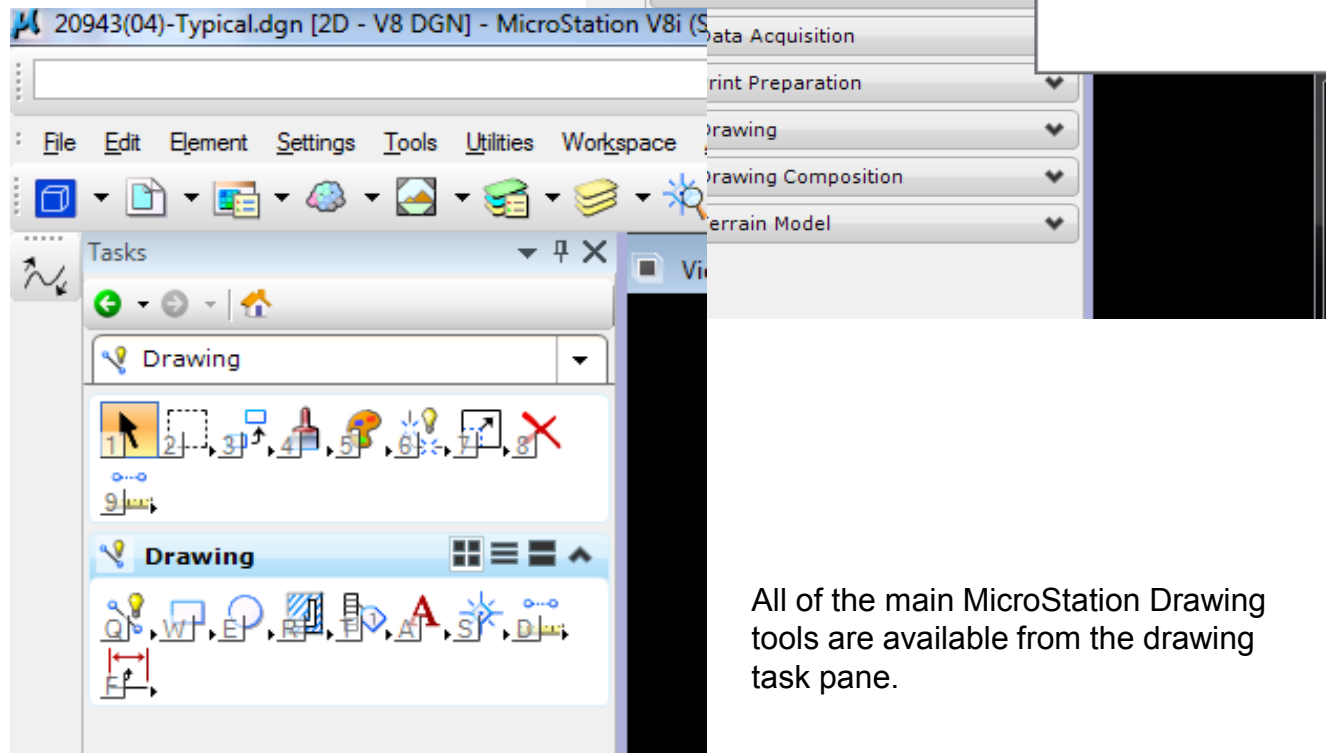 20943(04)-Typical.dgn [2D - V8 DGN] - MicroStation V8i (S
File Edit Element Settings Tools Utilities Workspace
Tasks
Drawing
1 2 3 4 5 6 7 8
9
Drawing
Q W E R T A S D
F
ata Acquisition
rint Preparation
rawing
rawing Composition
errain Model
Vi
All of the main MicroStation Drawing
tools are available from the drawing
task pane.